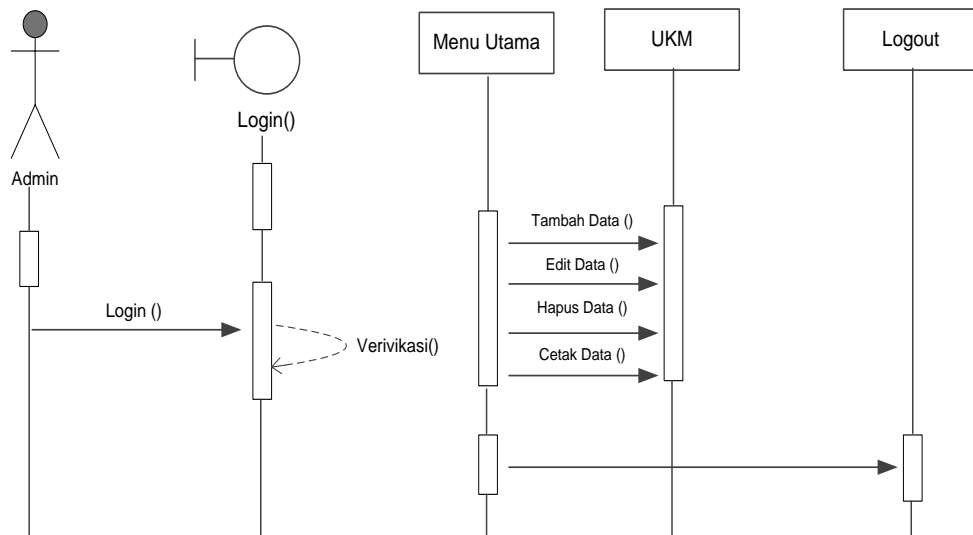 Menu Utama
UKM
Logout
Login()
Admin
Tambah Data ()
Edit Data ()
Hapus Data ()
Cetak Data ()
Login ()
Verivikasi()